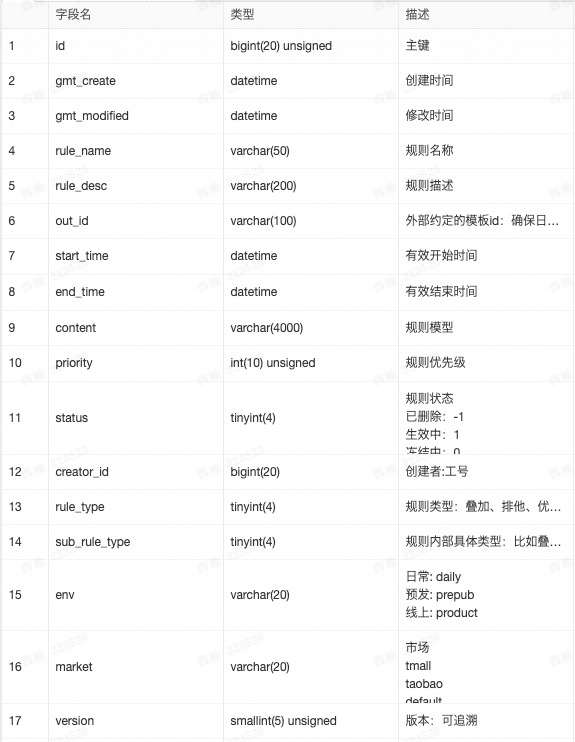 字段名 类型 描述
1 id bigint(20) unsigned 主键
2 gmt_create datetime 创建时间
3 gmt_modified datetime 修改时间
4 rule_name varchar(50) 规则名称
5 rule_desc varchar(200) 规则描述
6 out_id varchar(100) 外部约定的模板id：确保日...
7 start_time datetime 有效开始时间
8 end_time datetime 有效结束时间
9 content varchar(4000) 规则模型
10 priority int(10) unsigned 规则优先级
11 status tinyint(4) 规则状态
已删除：-1
生效中：1
冻结中：0
12 creator_id bigint(20) 创建者:工号
13 rule_type tinyint(4) 规则类型：叠加、排他、优...
14 sub_rule_type tinyint(4) 规则内部具体类型：比如叠...
15 env varchar(20) 日常: daily
预发: prepub
线上: product
16 market varchar(20) 市场
tmall
taobao
default
17 version smallint(5) unsigned 版本：可追溯